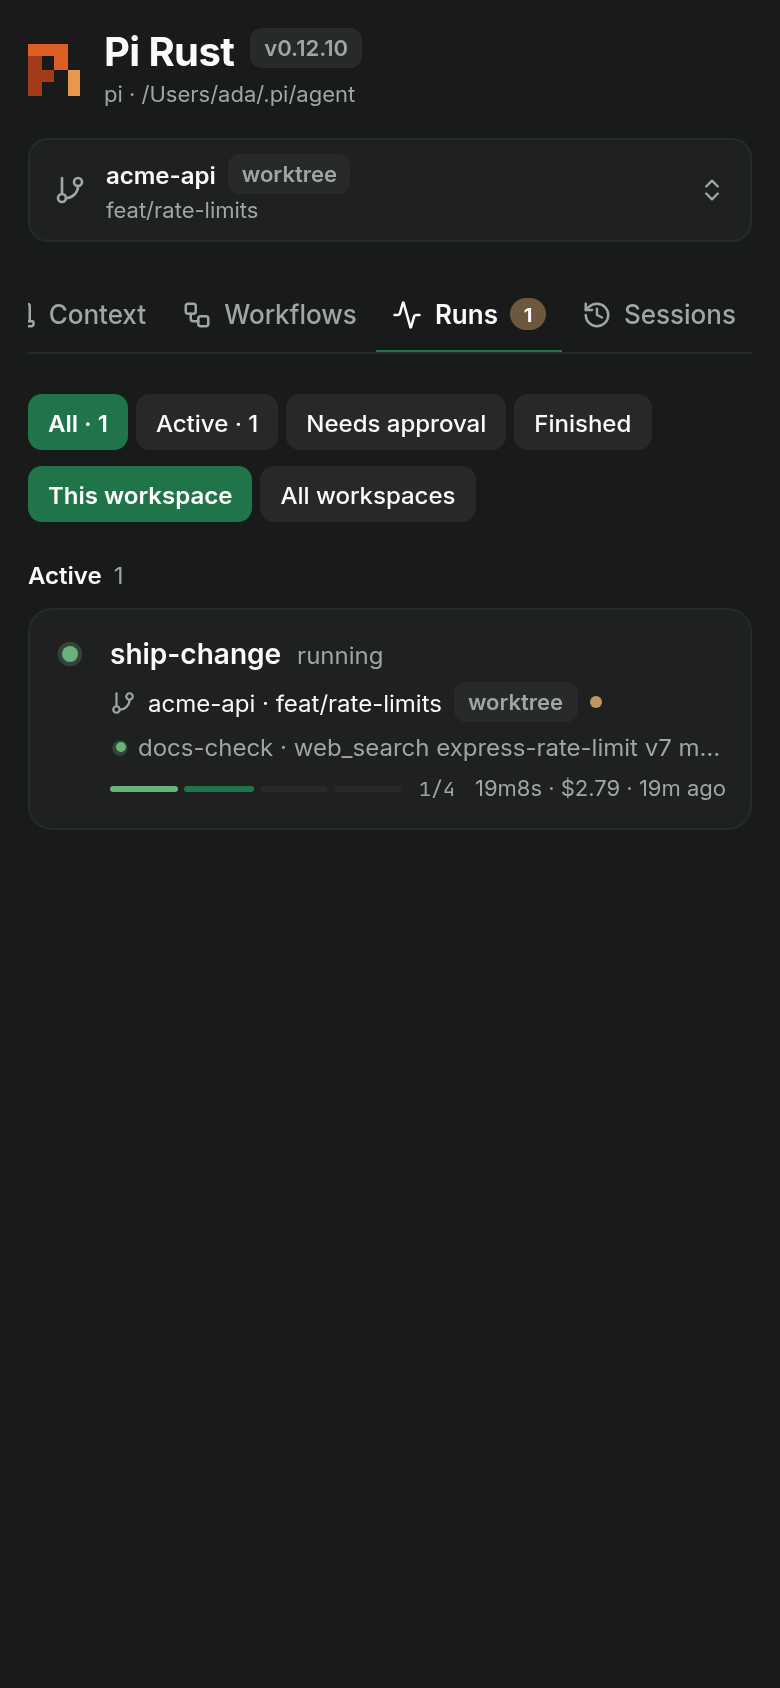 Pi Rust v0.12.10
pi · /Users/ada/.pi/agent
acme-api worktree
feat/rate-limits
Context Workflows Runs 1 Sessions
All · 1 Active · 1 Needs approval Finished
This workspace All workspaces
Active 1
ship-change running
acme-api · feat/rate-limits worktree
docs-check · web_search express-rate-limit v7 m...
1/4 19m8s · $2.79 · 19m ago